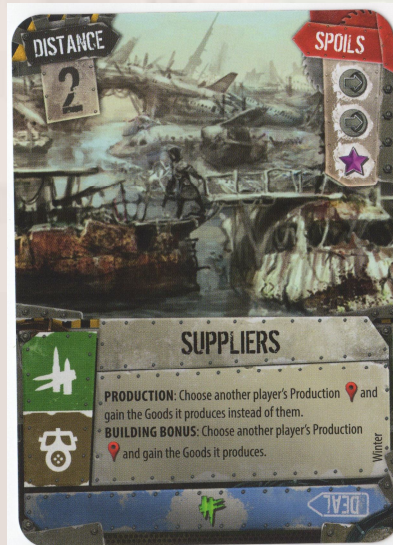 DISTANCE
2
SPOILS
SUPPLIERS
PRODUCTION: Choose another player's Production and
gain the Goods it produces instead of them.
BUILDING BONUS: Choose another player's Production
and gain the Goods it produces.
Winter
DEAL